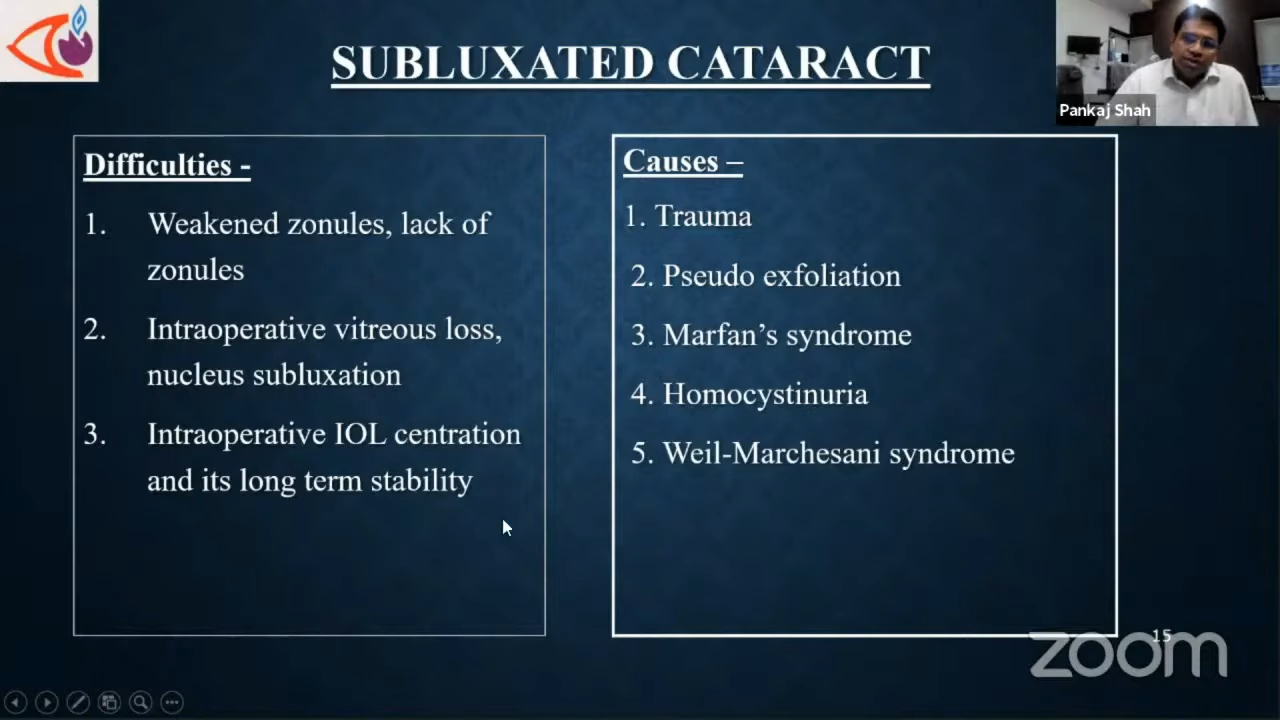 SUBLUXATED CATARACT
Pankaj Shah
Difficulties -
1. Weakened zonules, lack of
zonules
2. Intraoperative vitreous loss,
nucleus subluxation
3. Intraoperative IOL centration
and its long term stability
Causes –
1. Trauma
2. Pseudo exfoliation
3. Marfan’s syndrome
4. Homocystinuria
5. Weil-Marchesani syndrome
15
zoom